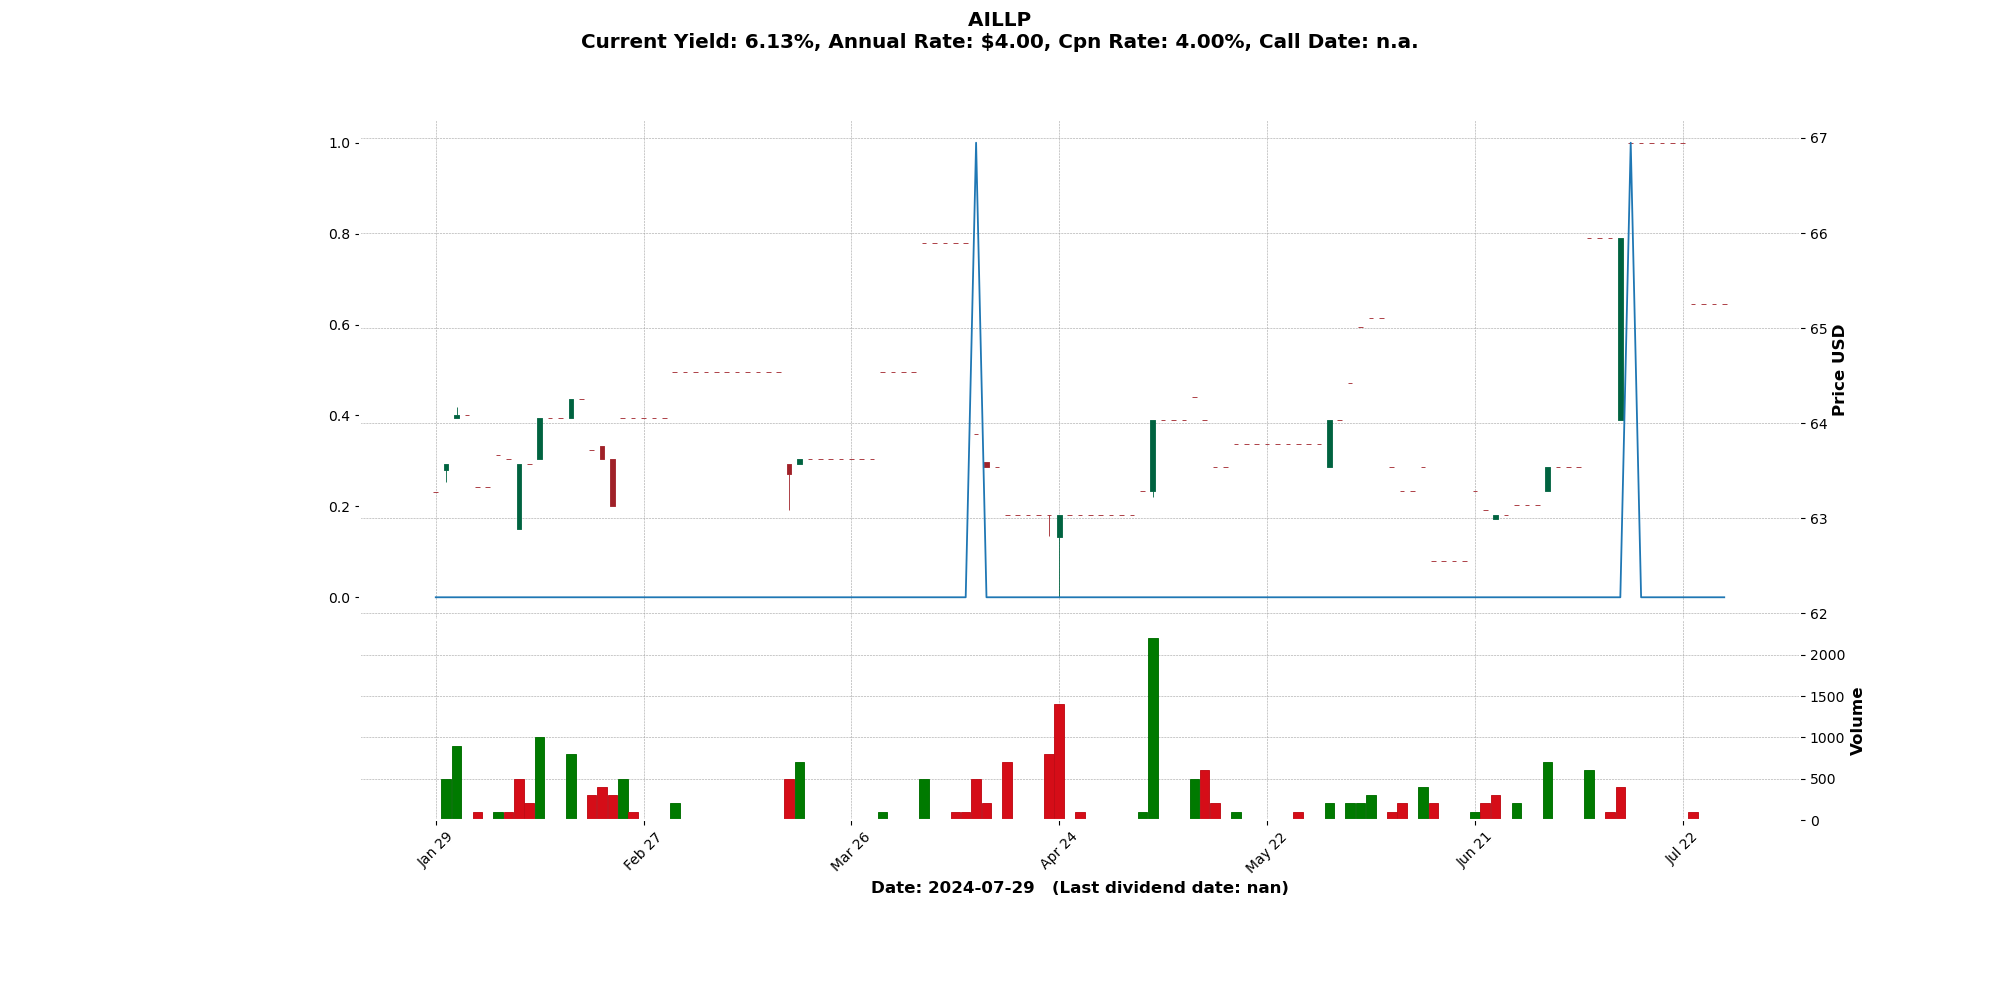 AILLP
Current Yield: 6.13%, Annual Rate: $4.00, Cpn Rate: 4.00%, Call Date: n.a.
1.0
0.8
0.6
0.4
0.2
0.0
67
66
65
64
63
62
Price USD
2000
1500
1000
500
0
Volume
Jan 29
Feb 27
Mar 26
Apr 24
May 22
Jun 21
Jul 22
Date: 2024-07-29   (Last dividend date: nan)